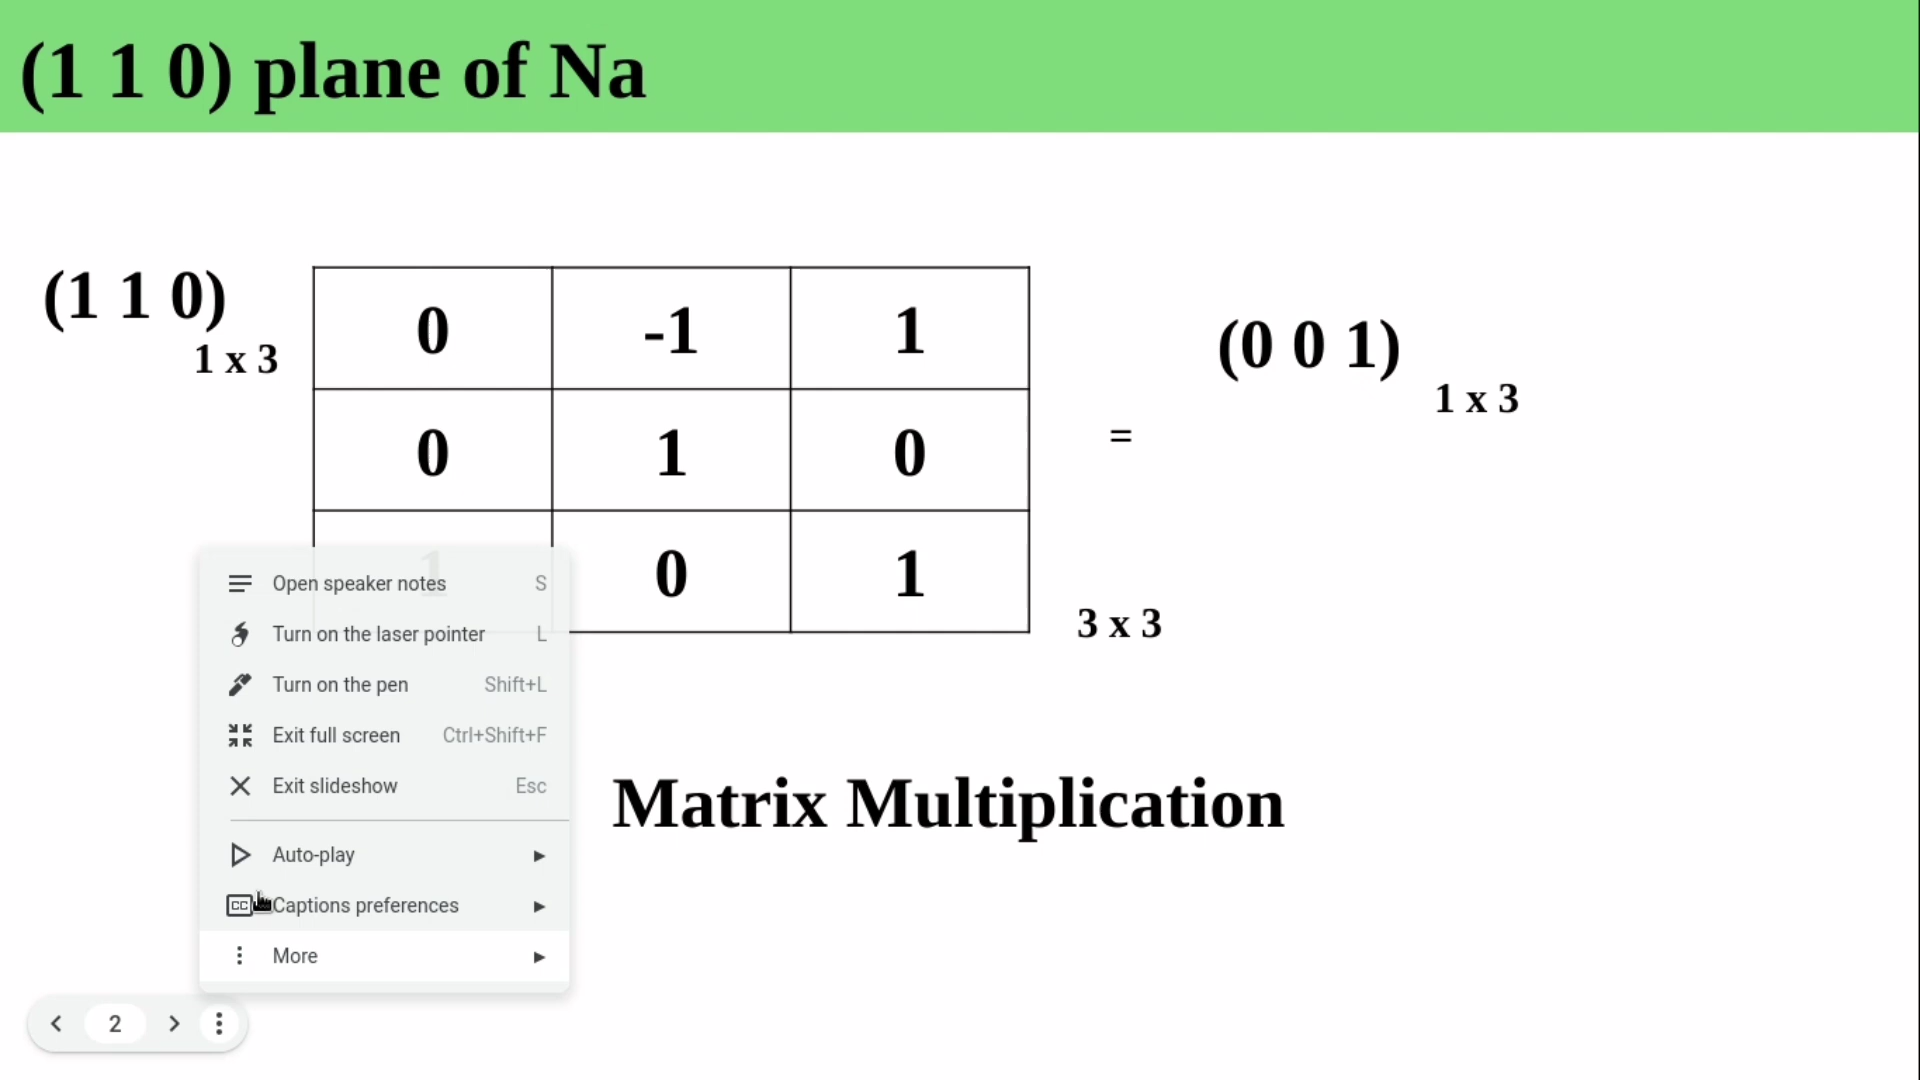 (1 1 0) plane of Na
(1 1 0)
1 x 3
0 -1 1
0 1 0
1 0 1
3 x 3
=
(0 0 1)
1 x 3
Matrix Multiplication
Open speaker notes S
Turn on the laser pointer L
Turn on the pen Shift+L
Exit full screen Ctrl+Shift+F
Exit slideshow Esc
Auto-play
CC Captions preferences
More
2